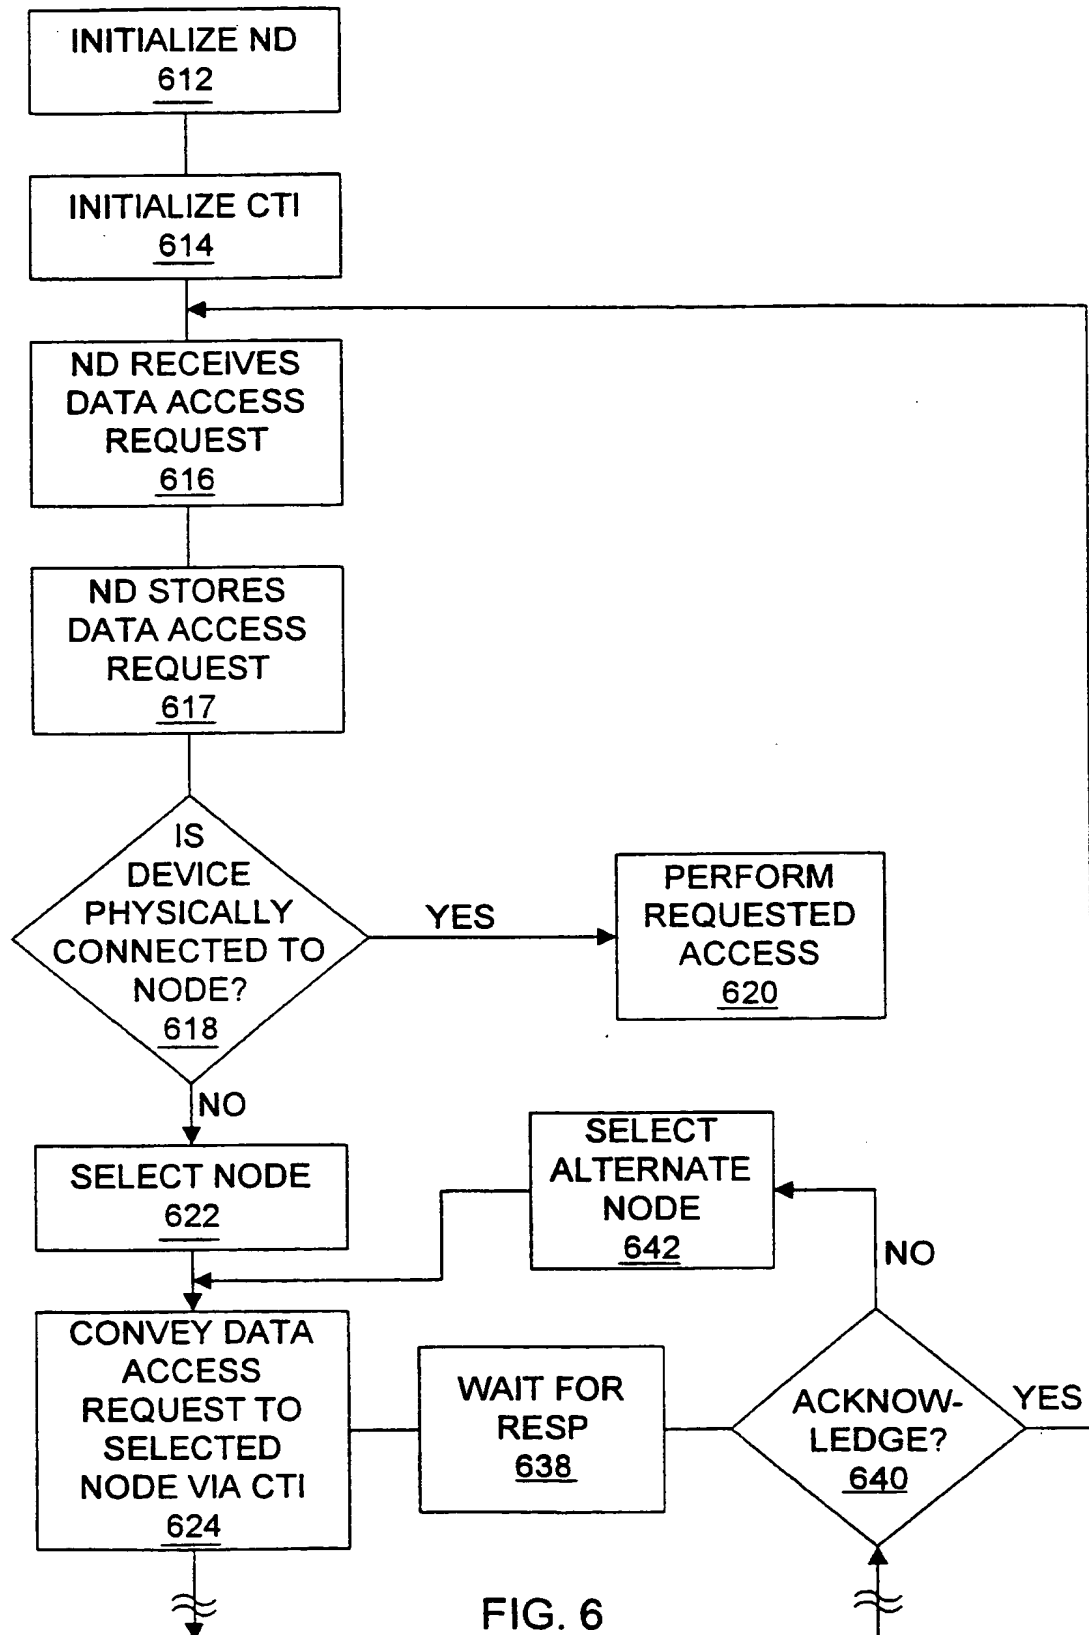 INITIALIZE ND
612
INITIALIZE CTI
614
ND RECEIVES
DATA ACCESS
REQUEST
616
ND STORES
DATA ACCESS
REQUEST
617
IS
DEVICE
PHYSICALLY
CONNECTED TO
NODE?
618
YES
PERFORM
REQUESTED
ACCESS
620
NO
SELECT NODE
622
SELECT
ALTERNATE
NODE
642
NO
CONVEY DATA
ACCESS
REQUEST TO
SELECTED
NODE VIA CTI
624
WAIT FOR
RESP
638
ACKNOW-
LEDGE?
640
YES
FIG. 6